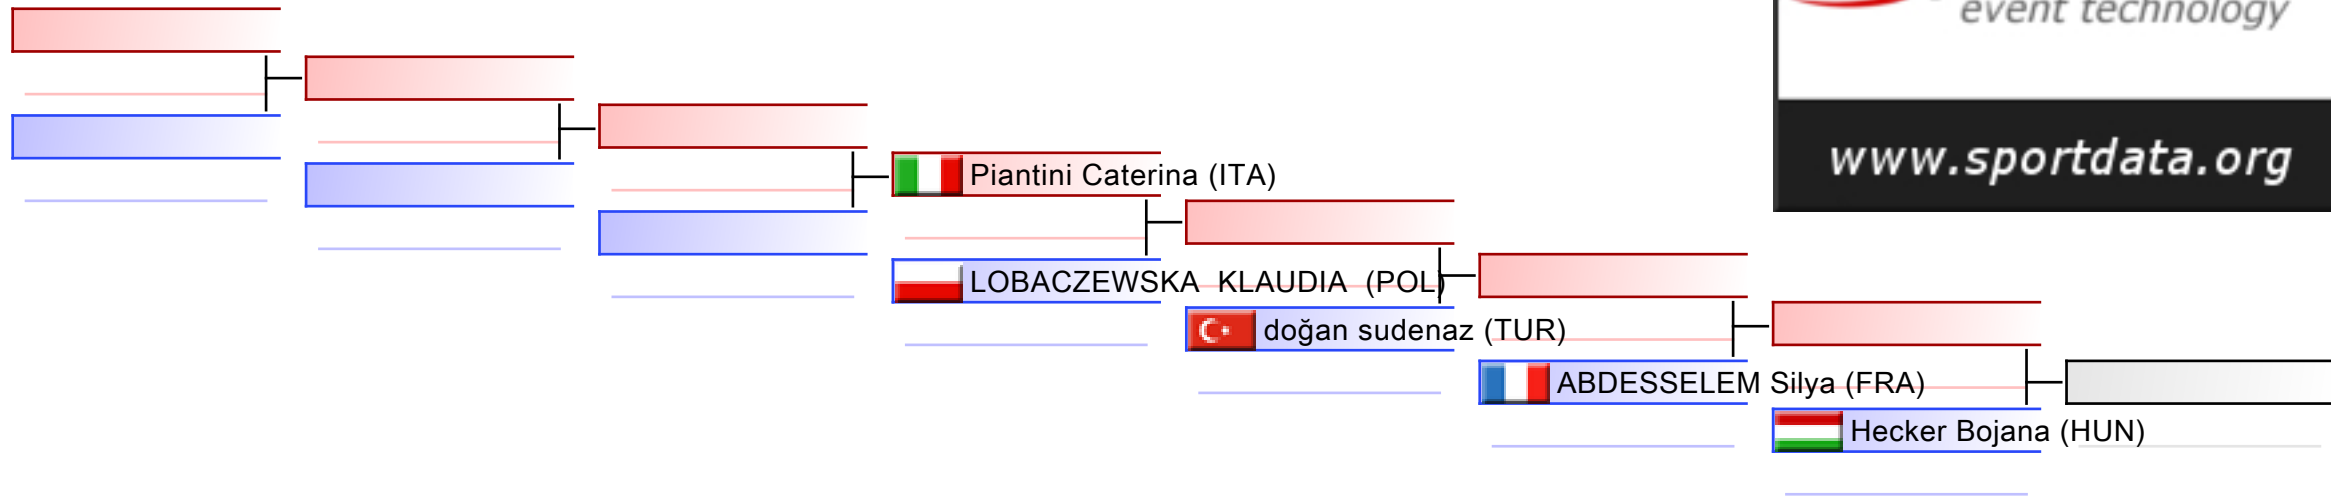 event technology
www.sportdata.org
Piantini Caterina (ITA)
LOBACZEWSKA  KLAUDIA  (POL)
doğan sudenaz (TUR)
ABDESSELEM Silya (FRA)
Hecker Bojana (HUN)